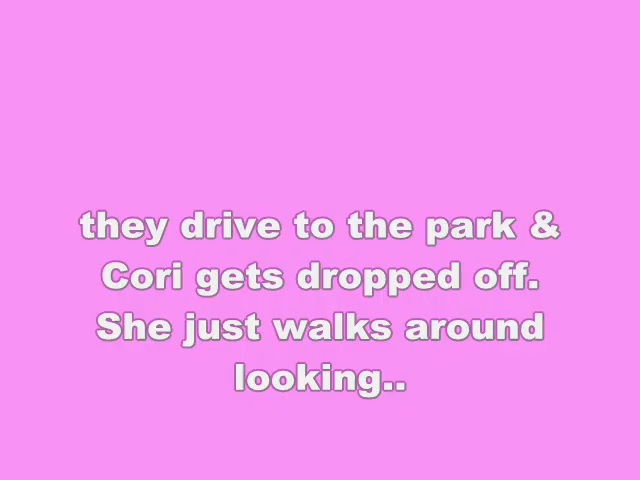 they drive to the park &
Cori gets dropped off.
She just walks around
looking..